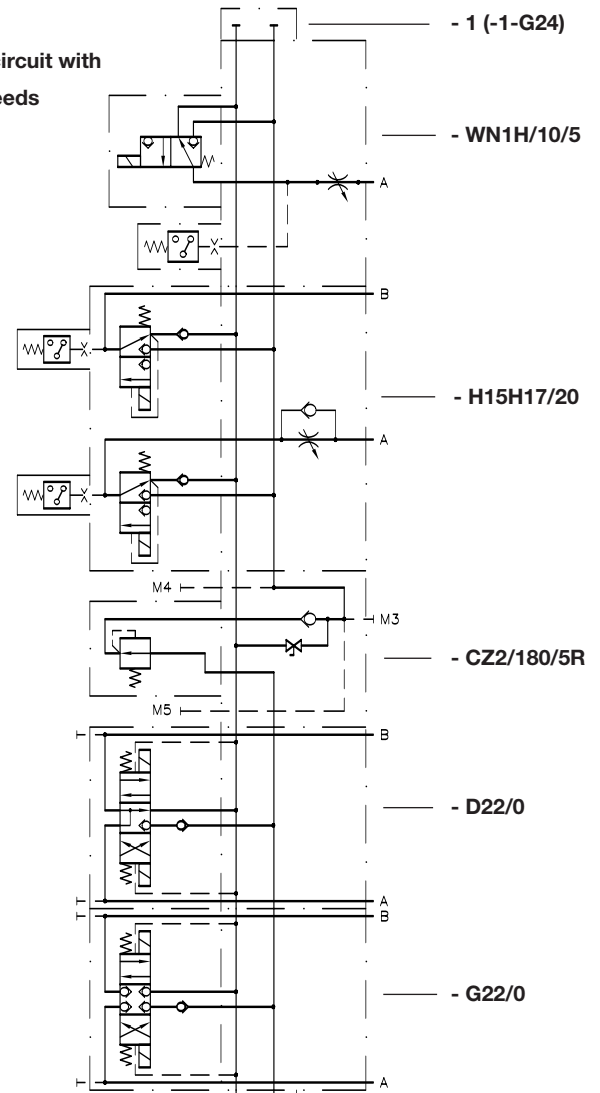 - 1 (-1-G24)
ircuit with
eeds
- WN1H/10/5
A
B
- H15H17/20
A
M4
M3
- CZ2/180/5R
M5
B
- D22/0
A
B
- G22/0
A